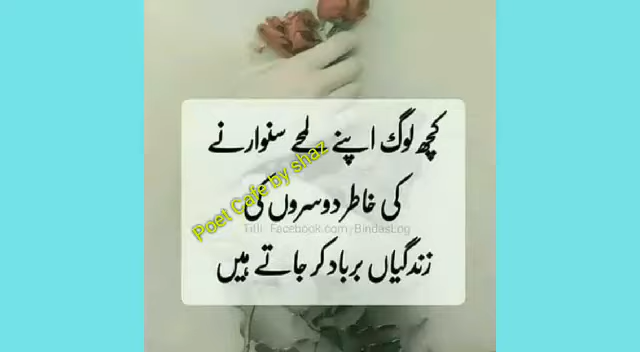 کچھ لوگ اپنے لمحے سنوارنے
کی خاطر دوسروں کی
Poet Cafe by shaz
Titli Facebook.com/BindasLog
زندگیاں برباد کر جاتے ہیں